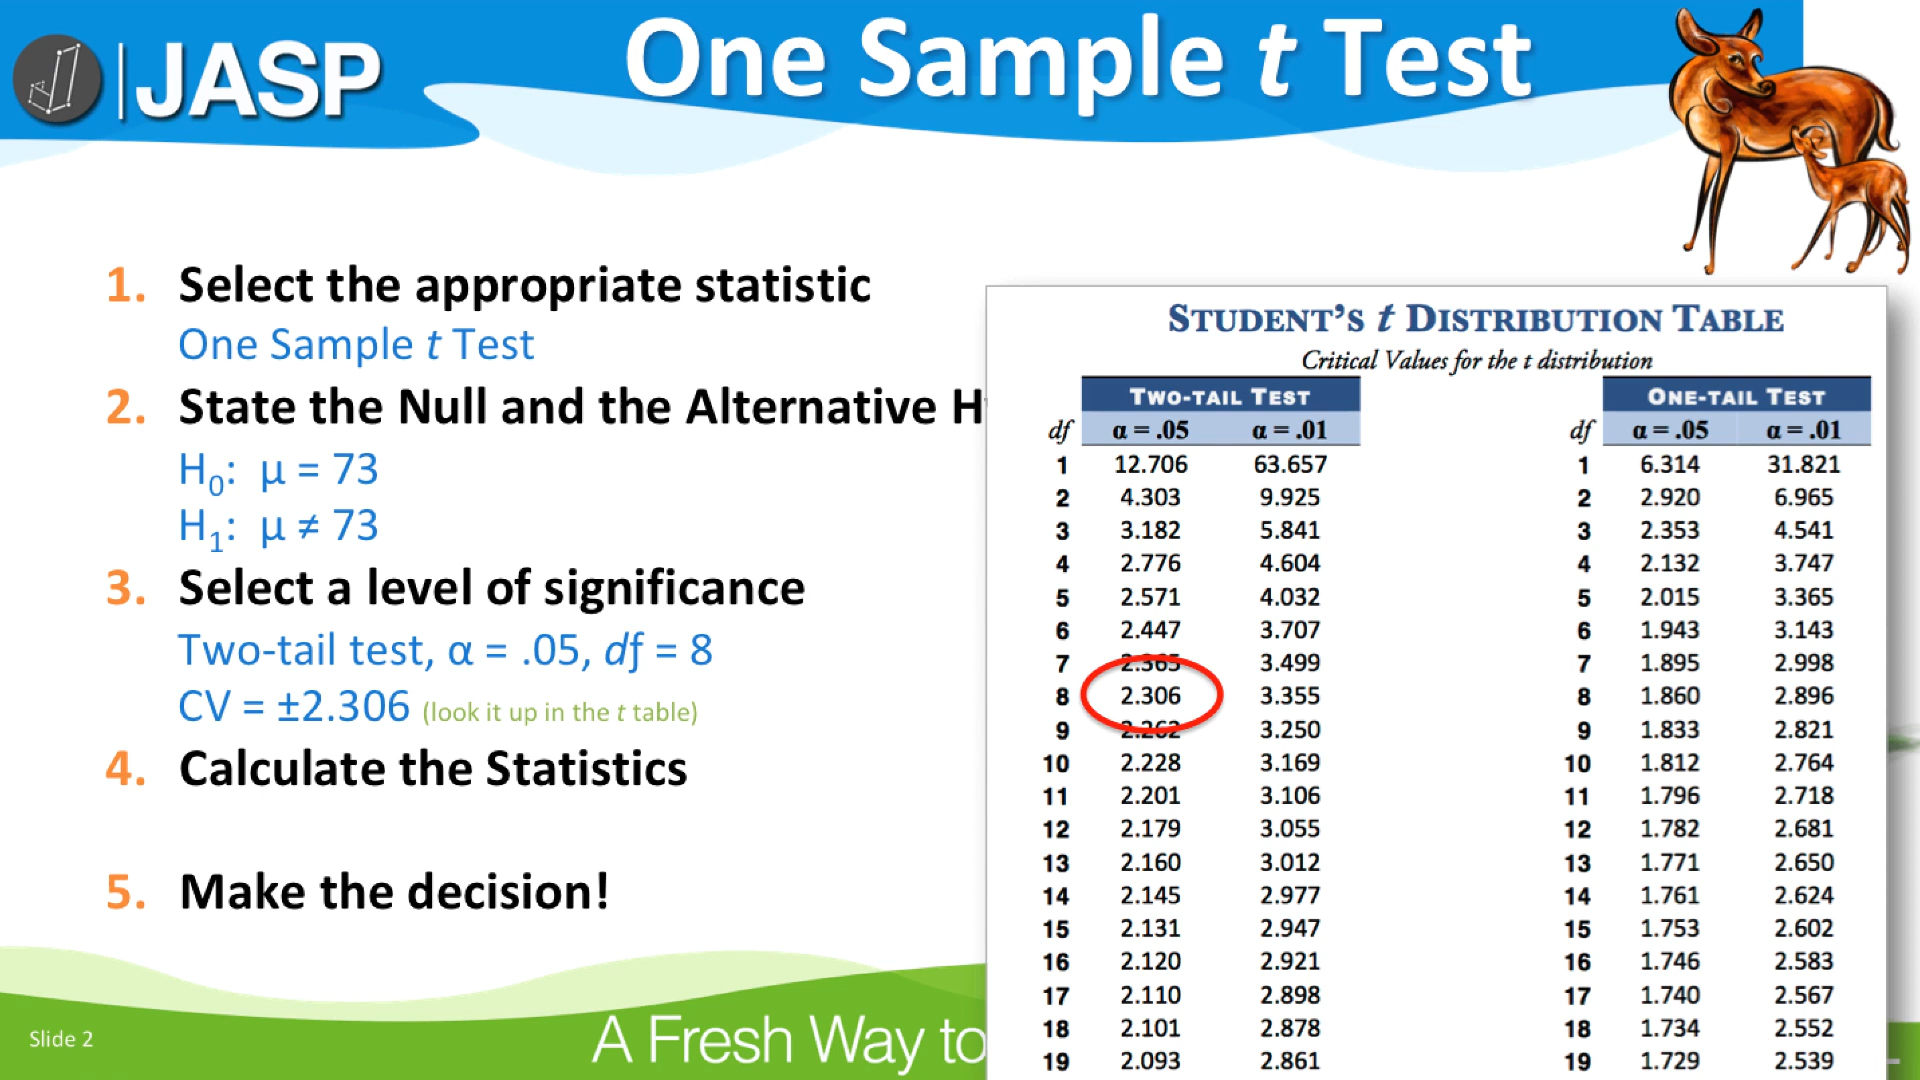 JASP
One Sample t Test
1. Select the appropriate statistic
One Sample t Test
2. State the Null and the Alternative H
H0: μ = 73
H1: μ ≠ 73
3. Select a level of significance
Two-tail test, α = .05, df = 8
CV = ±2.306 (look it up in the t table)
4. Calculate the Statistics
5. Make the decision!
Slide 2
A Fresh Way to
STUDENT'S t DISTRIBUTION TABLE
Critical Values for the t distribution
TWO-TAIL TEST ONE-TAIL TEST
df α = .05 α = .01 df α = .05 α = .01
1 12.706 63.657 1 6.314 31.821
2 4.303 9.925 2 2.920 6.965
3 3.182 5.841 3 2.353 4.541
4 2.776 4.604 4 2.132 3.747
5 2.571 4.032 5 2.015 3.365
6 2.447 3.707 6 1.943 3.143
7 2.365 3.499 7 1.895 2.998
8 2.306 3.355 8 1.860 2.896
9 2.262 3.250 9 1.833 2.821
10 2.228 3.169 10 1.812 2.764
11 2.201 3.106 11 1.796 2.718
12 2.179 3.055 12 1.782 2.681
13 2.160 3.012 13 1.771 2.650
14 2.145 2.977 14 1.761 2.624
15 2.131 2.947 15 1.753 2.602
16 2.120 2.921 16 1.746 2.583
17 2.110 2.898 17 1.740 2.567
18 2.101 2.878 18 1.734 2.552
19 2.093 2.861 19 1.729 2.539